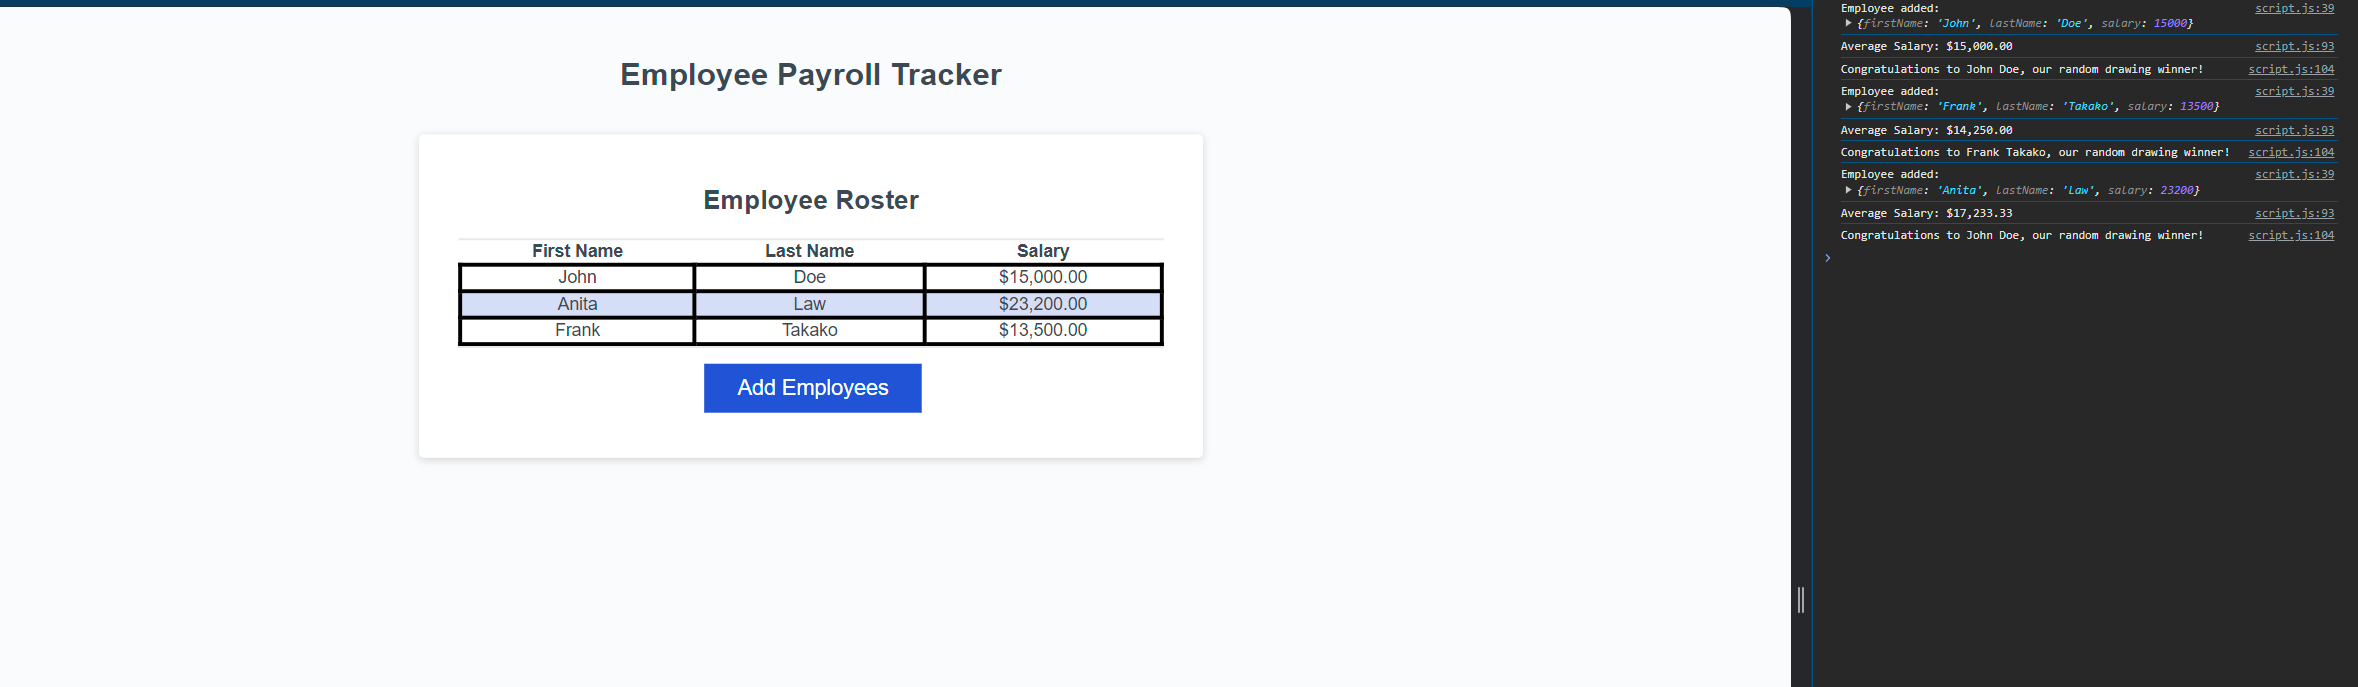 Employee Payroll Tracker
Employee Roster
First Name Last Name Salary
John Doe $15,000.00
Anita Law $23,200.00
Frank Takako $13,500.00
Add Employees
Employee added: script.js:39
{firstName: 'John', lastName: 'Doe', salary: 15000}
Average Salary: $15,000.00 script.js:93
Congratulations to John Doe, our random drawing winner! script.js:104
Employee added: script.js:39
{firstName: 'Frank', lastName: 'Takako', salary: 13500}
Average Salary: $14,250.00 script.js:93
Congratulations to Frank Takako, our random drawing winner! script.js:104
Employee added: script.js:39
{firstName: 'Anita', lastName: 'Law', salary: 23200}
Average Salary: $17,233.33 script.js:93
Congratulations to John Doe, our random drawing winner! script.js:104